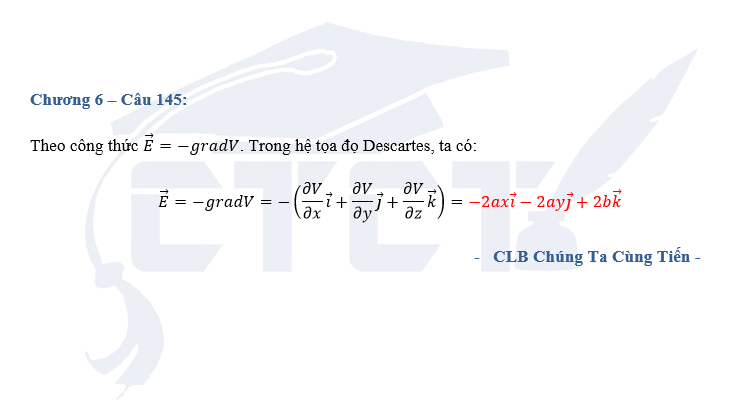 Chương 6 – Câu 145:
Theo công thức $\vec{E} = -gradV$. Trong hệ tọa đọ Descartes, ta có:
$\vec{E} = -gradV = -\left(\frac{\partial V}{\partial x}\vec{i} + \frac{\partial V}{\partial y}\vec{j} + \frac{\partial V}{\partial z}\vec{k}\right) = -2ax\vec{i} - 2ay\vec{j} + 2b\vec{k}$
- CLB Chúng Ta Cùng Tiến -
CTCT